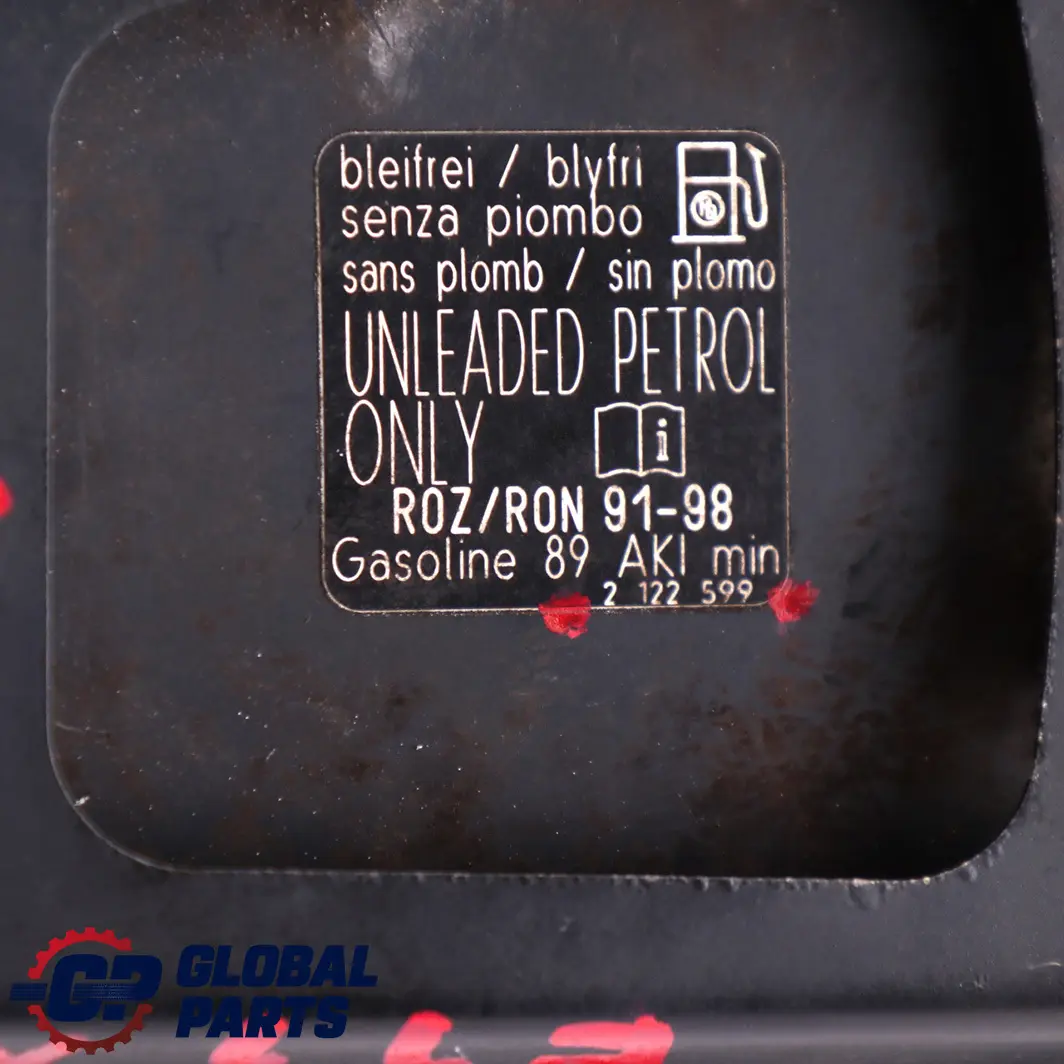 bleifrei / blyfri
senza piombo
sans plomb / sin plomo
UNLEADED PETROL
ONLY
i
ROZ/RON 91-98
Gasoline 89 AKI min
2 122 599
GP GLOBAL
PARTS